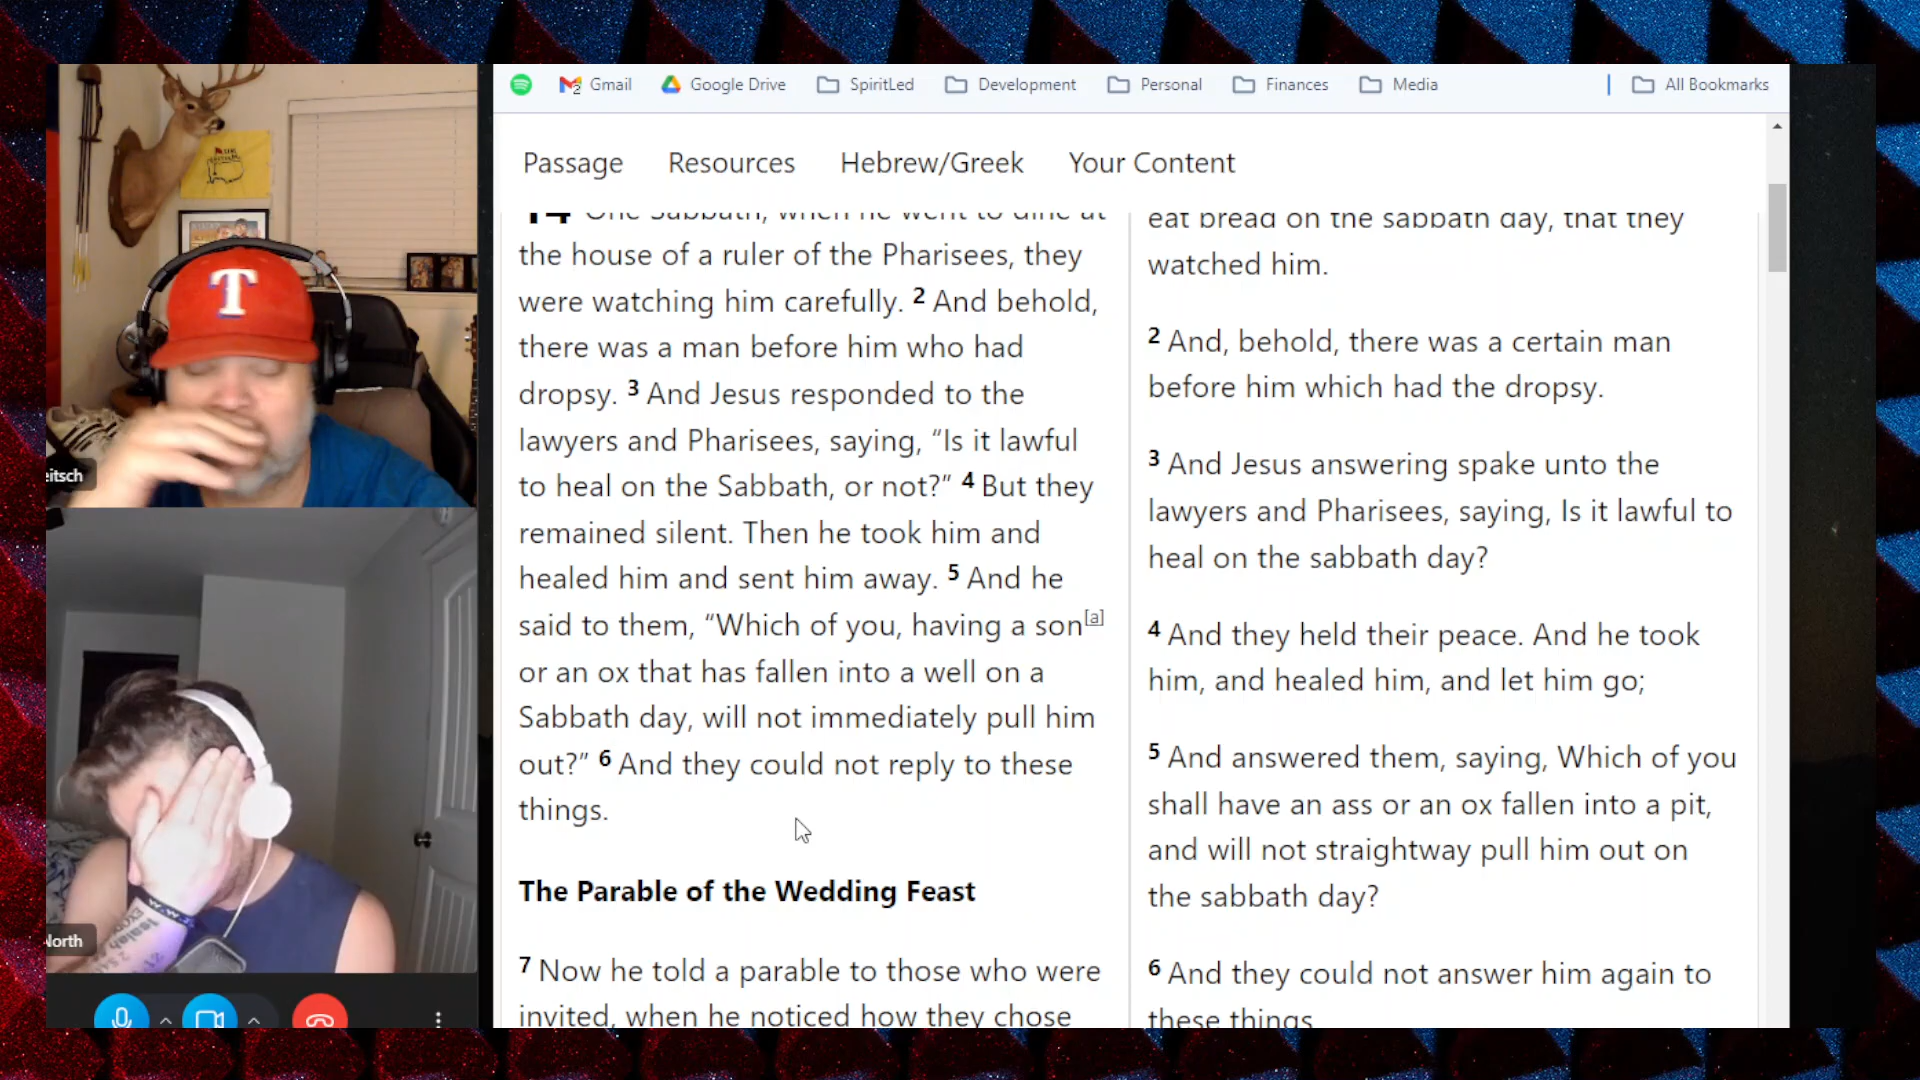 Gmail Google Drive SpiritLed Development Personal Finances Media All Bookmarks
Passage Resources Hebrew/Greek Your Content
14 One Sabbath, when he went to dine at
the house of a ruler of the Pharisees, they
were watching him carefully. 2 And behold,
there was a man before him who had
dropsy. 3 And Jesus responded to the
lawyers and Pharisees, saying, “Is it lawful
to heal on the Sabbath, or not?” 4 But they
remained silent. Then he took him and
healed him and sent him away. 5 And he
said to them, “Which of you, having a son[a]
or an ox that has fallen into a well on a
Sabbath day, will not immediately pull him
out?” 6 And they could not reply to these
things.
The Parable of the Wedding Feast
7 Now he told a parable to those who were
invited, when he noticed how they chose
eat bread on the sabbath day, that they
watched him.
2 And, behold, there was a certain man
before him which had the dropsy.
3 And Jesus answering spake unto the
lawyers and Pharisees, saying, Is it lawful to
heal on the sabbath day?
4 And they held their peace. And he took
him, and healed him, and let him go;
5 And answered them, saying, Which of you
shall have an ass or an ox fallen into a pit,
and will not straightway pull him out on
the sabbath day?
6 And they could not answer him again to
these things
T
eitsch
North
Isaiah